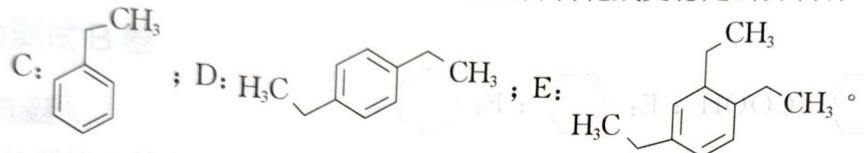 CH₃
C: ；D: H₃C CH₃ ；E: H₃C CH₃ CH₃ 。